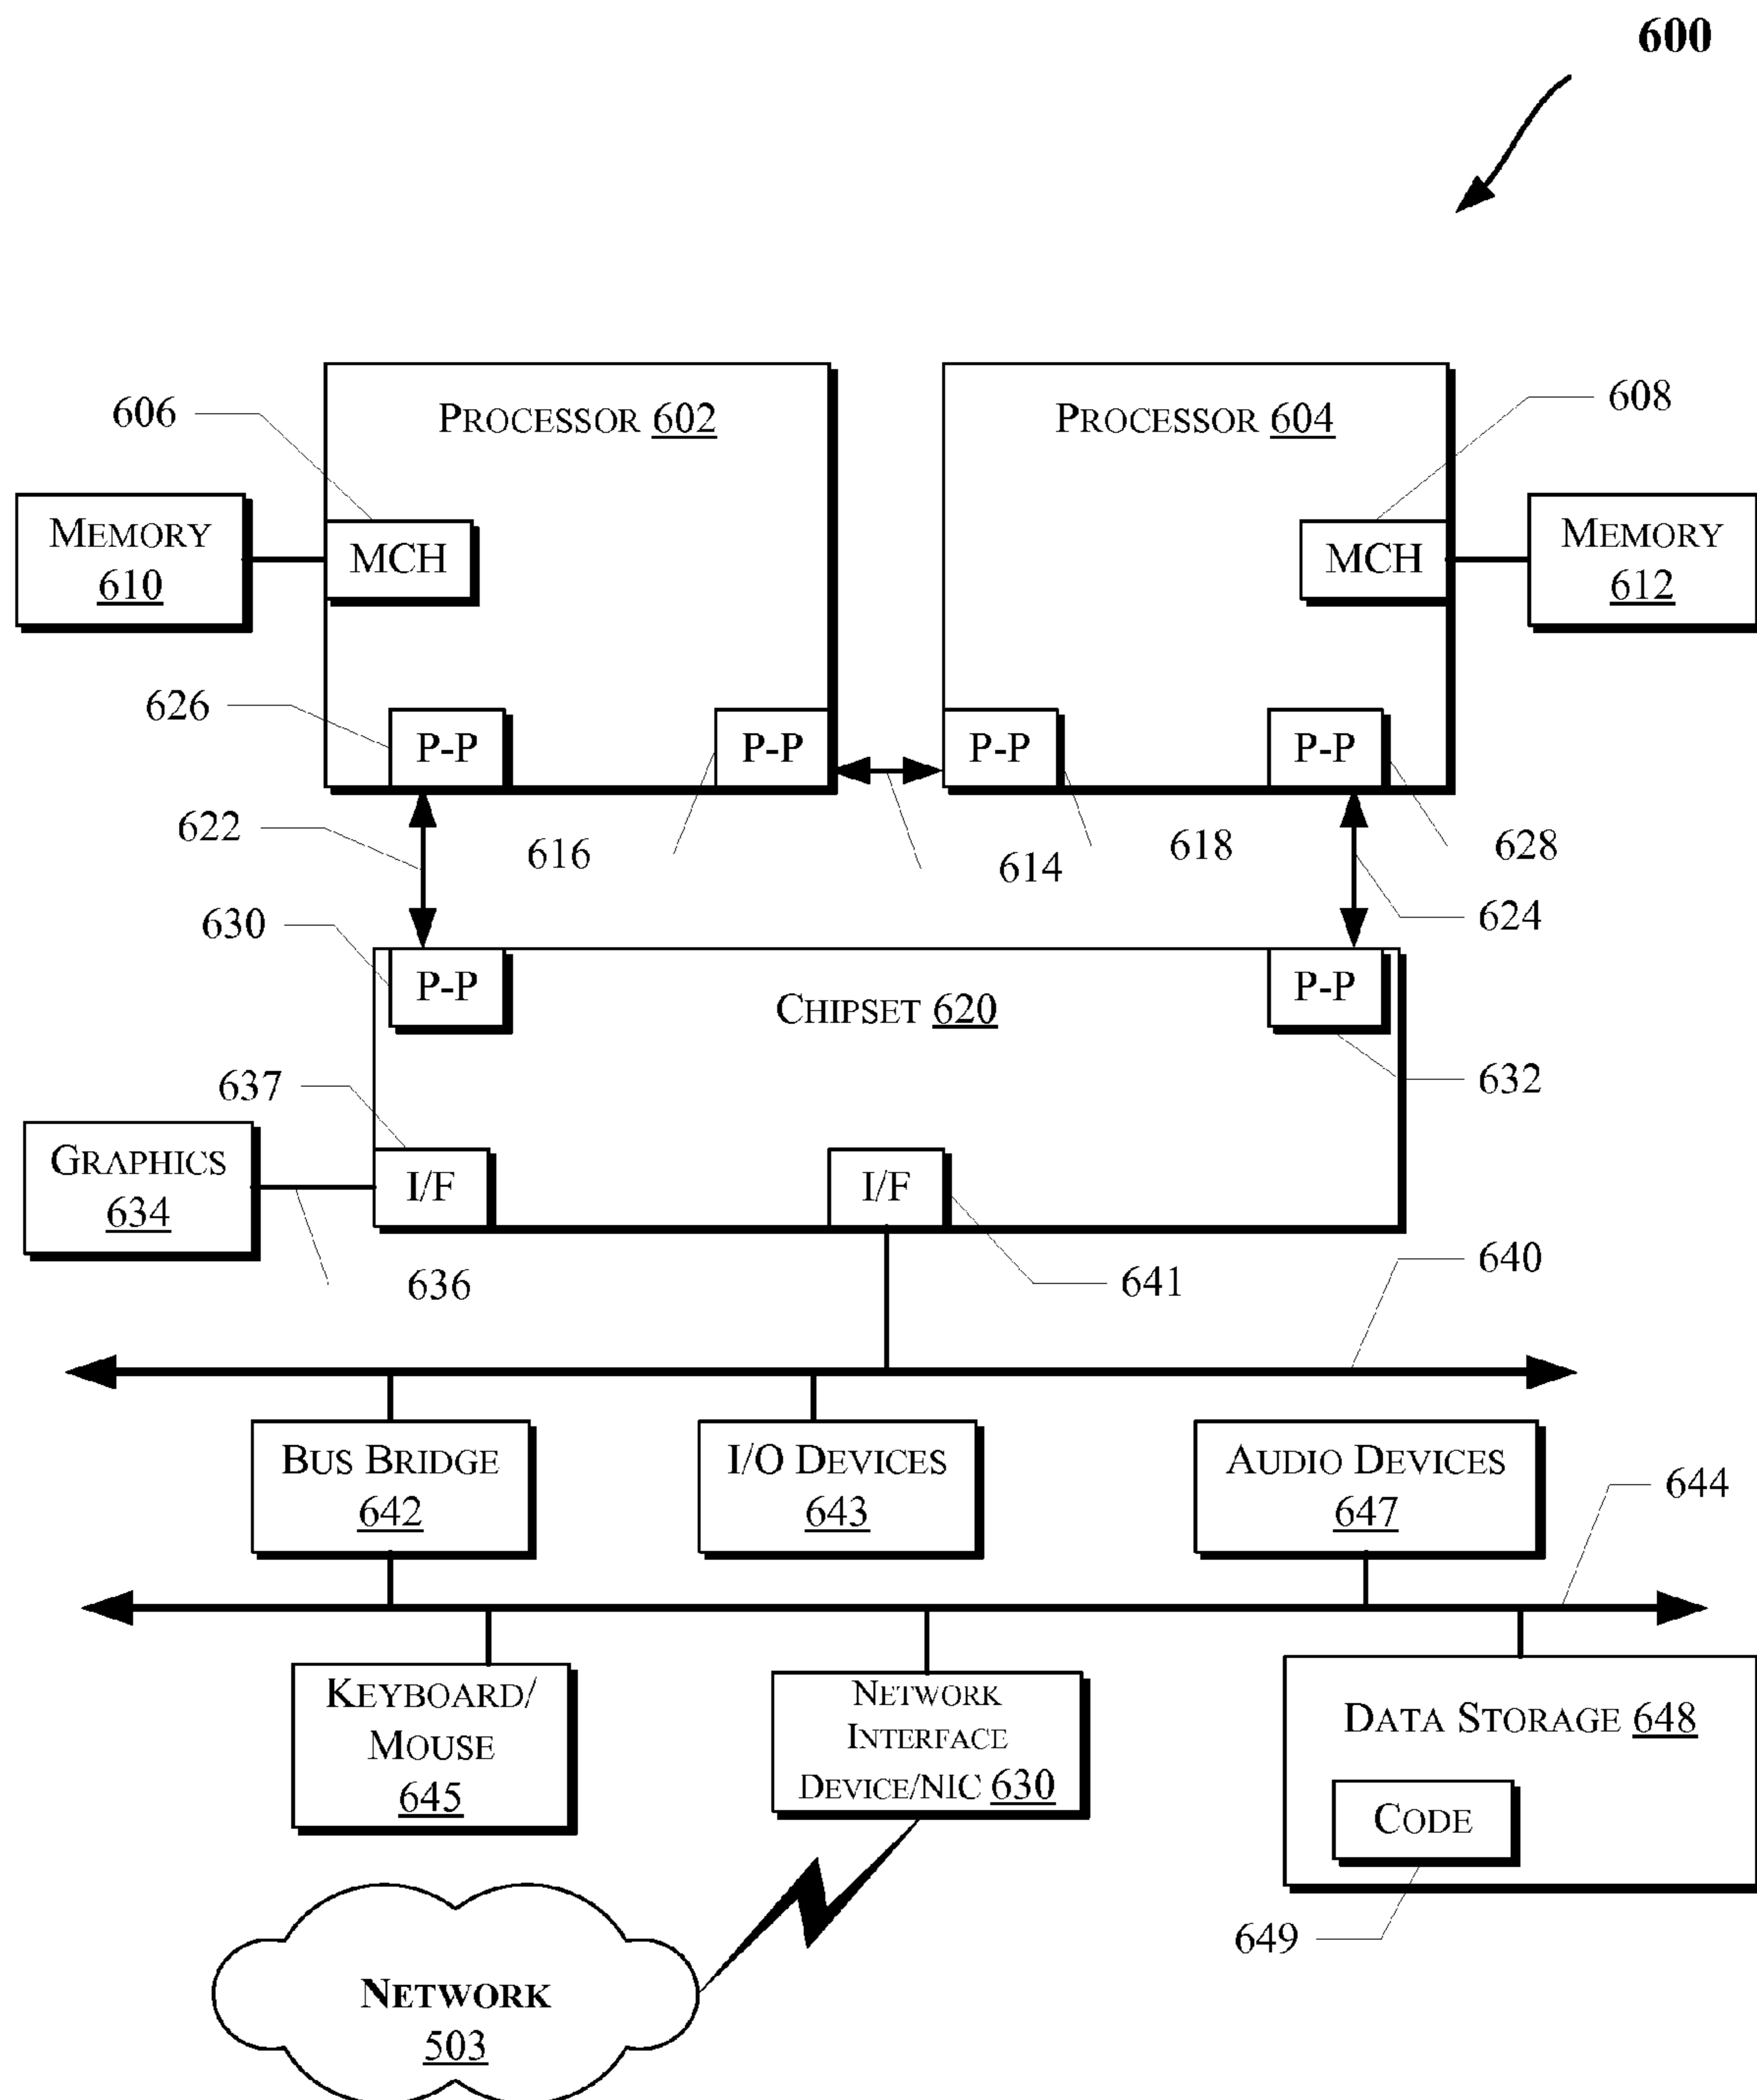 600
PROCESSOR 602
PROCESSOR 604
606
608
MEMORY
610
MCH
MCH
MEMORY
612
626
P-P
P-P
P-P
P-P
622
616
614
618
628
630
624
P-P
P-P
CHIPSET 620
637
632
GRAPHICS
634
I/F
I/F
636
641
640
BUS BRIDGE
642
I/O DEVICES
643
AUDIO DEVICES
647
644
KEYBOARD/
MOUSE
645
NETWORK
INTERFACE
DEVICE/NIC 630
DATA STORAGE 648
CODE
649
NETWORK
503